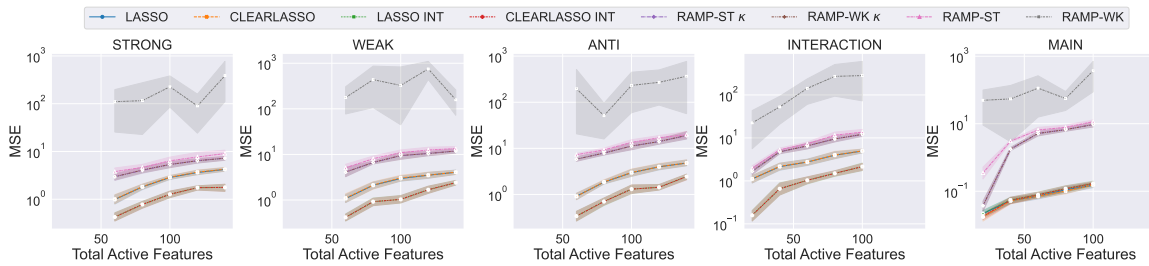 LASSO CLEARLASSO LASSO INT CLEARLASSO INT RAMP-ST κ RAMP-WK κ RAMP-ST RAMP-WK
STRONG WEAK ANTI INTERACTION MAIN
MSE
10³
10²
10¹
10⁰
50 100
Total Active Features
MSE
10³
10²
10¹
10⁰
50 100
Total Active Features
MSE
10²
10¹
10⁰
50 100
Total Active Features
MSE
10²
10¹
10⁰
10⁻¹
50 100
Total Active Features
MSE
10³
10¹
10⁻¹
50 100
Total Active Features